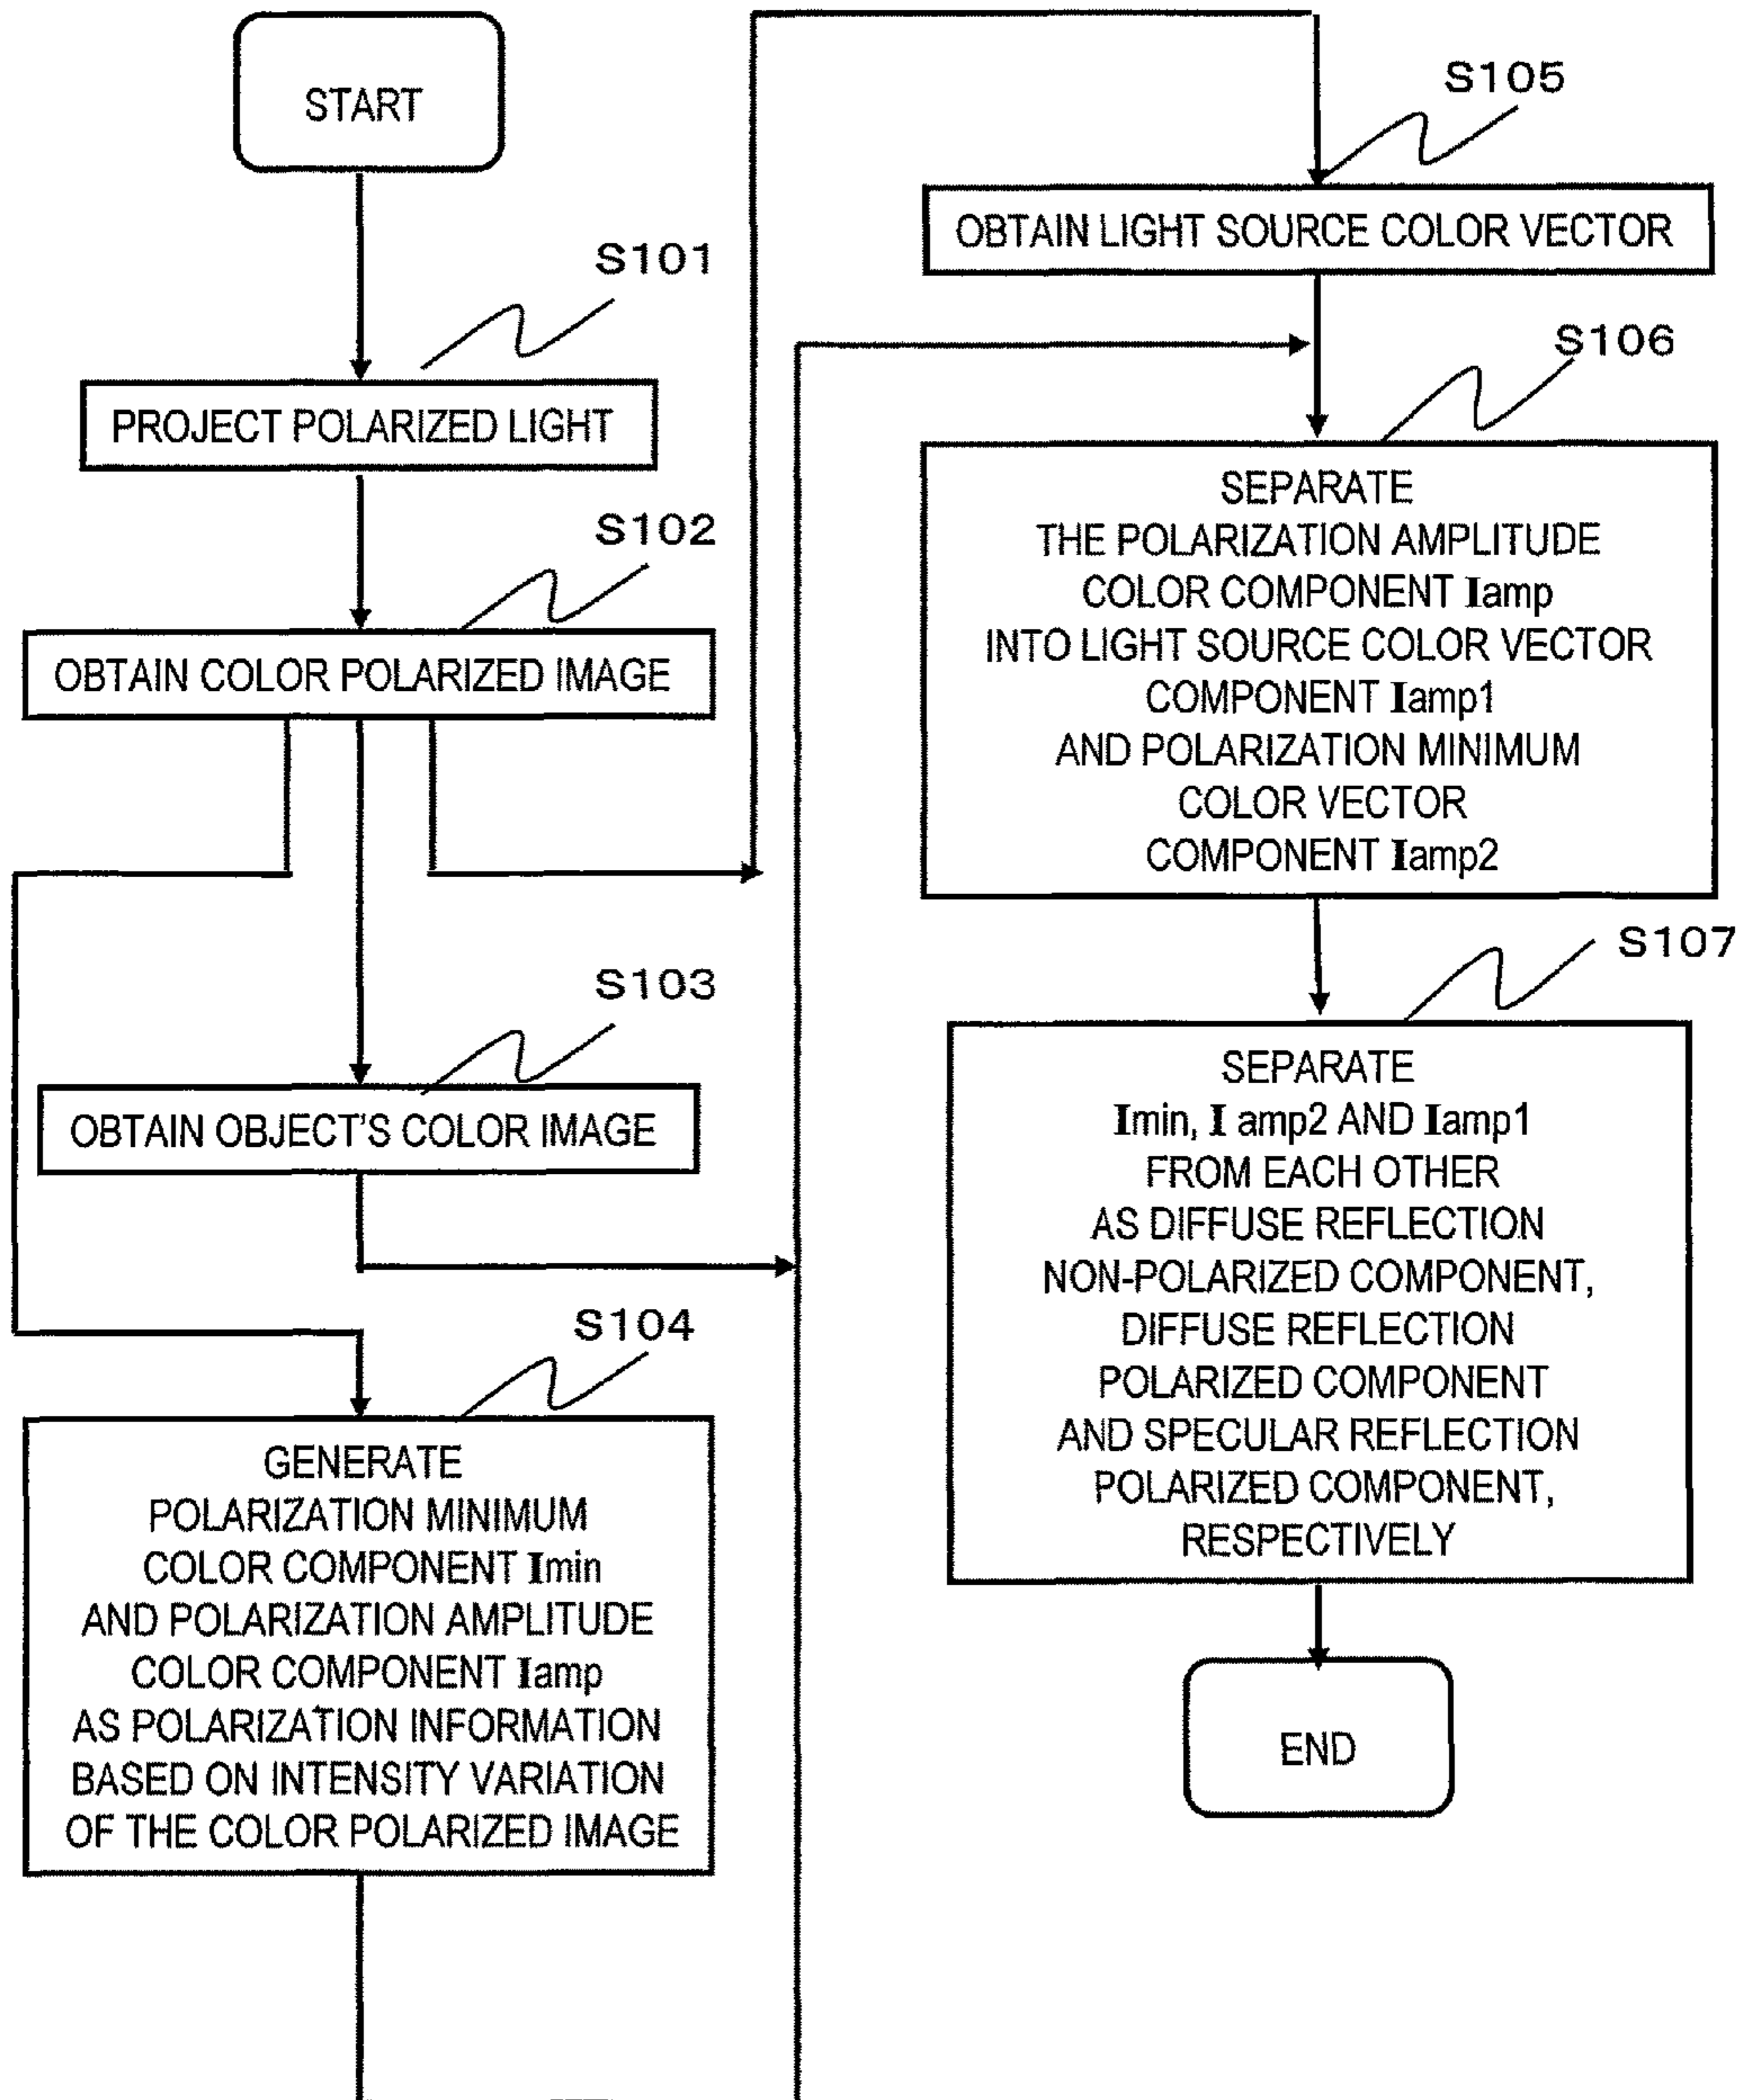 START
S101
PROJECT POLARIZED LIGHT
S102
OBTAIN COLOR POLARIZED IMAGE
S103
OBTAIN OBJECT'S COLOR IMAGE
S104
GENERATE
POLARIZATION MINIMUM
COLOR COMPONENT Imin
AND POLARIZATION AMPLITUDE
COLOR COMPONENT Iamp
AS POLARIZATION INFORMATION
BASED ON INTENSITY VARIATION
OF THE COLOR POLARIZED IMAGE
S105
OBTAIN LIGHT SOURCE COLOR VECTOR
S106
SEPARATE
THE POLARIZATION AMPLITUDE
COLOR COMPONENT Iamp
INTO LIGHT SOURCE COLOR VECTOR
COMPONENT Iamp1
AND POLARIZATION MINIMUM
COLOR VECTOR
COMPONENT Iamp2
S107
SEPARATE
Imin, I amp2 AND Iamp1
FROM EACH OTHER
AS DIFFUSE REFLECTION
NON-POLARIZED COMPONENT,
DIFFUSE REFLECTION
POLARIZED COMPONENT
AND SPECULAR REFLECTION
POLARIZED COMPONENT,
RESPECTIVELY
END